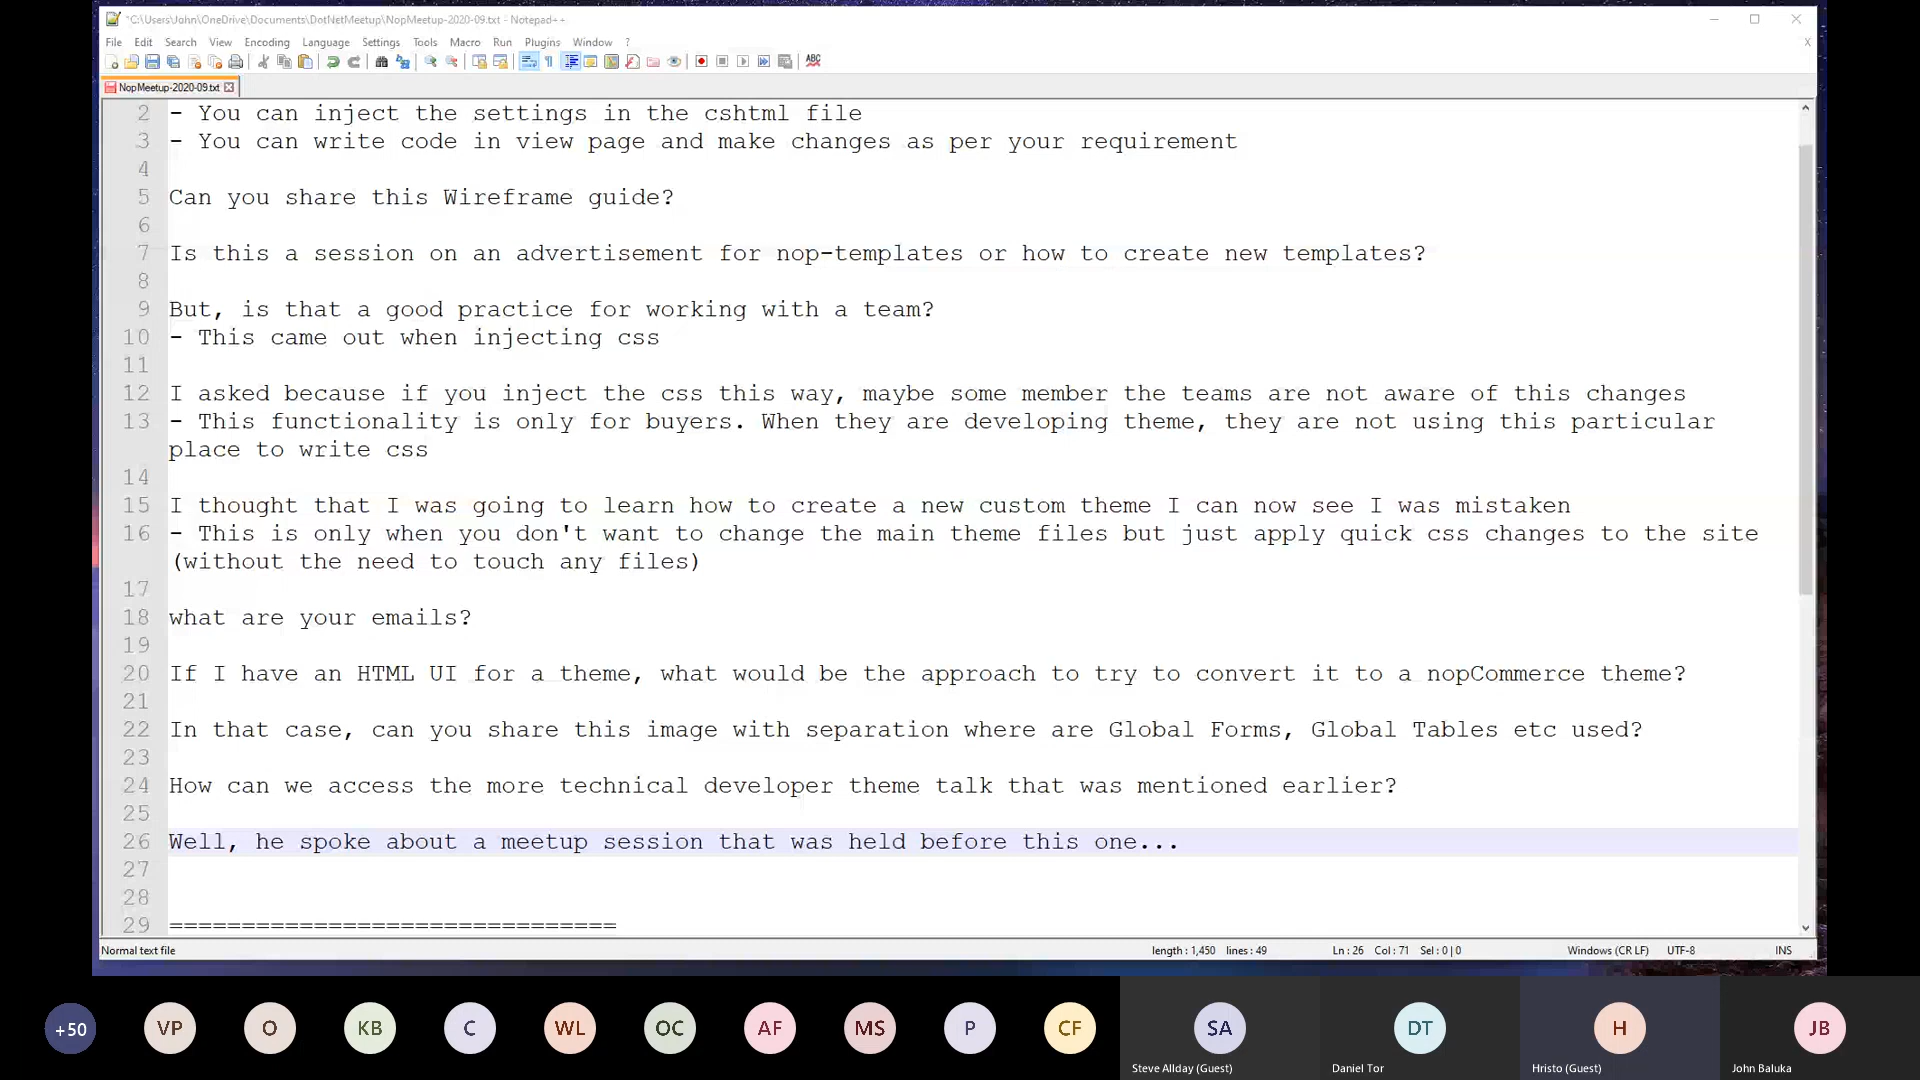 *C:\Users\John\OneDrive\Documents\DotNetMeetup\NopMeetup-2020-09.txt - Notepad++
File Edit Search View Encoding Language Settings Tools Macro Run Plugins Window ? X
ABC
NopMeetup-2020-09.txt
2 - You can inject the settings in the cshtml file
3 - You can write code in view page and make changes as per your requirement
4
5 Can you share this Wireframe guide?
6
7 Is this a session on an advertisement for nop-templates or how to create new templates?
8
9 But, is that a good practice for working with a team?
10 - This came out when injecting css
11
12 I asked because if you inject the css this way, maybe some member the teams are not aware of this changes
13 - This functionality is only for buyers. When they are developing theme, they are not using this particular
place to write css
14
15 I thought that I was going to learn how to create a new custom theme I can now see I was mistaken
16 - This is only when you don't want to change the main theme files but just apply quick css changes to the site
(without the need to touch any files)
17
18 what are your emails?
19
20 If I have an HTML UI for a theme, what would be the approach to try to convert it to a nopCommerce theme?
21
22 In that case, can you share this image with separation where are Global Forms, Global Tables etc used?
23
24 How can we access the more technical developer theme talk that was mentioned earlier?
25
26 Well, he spoke about a meetup session that was held before this one...
27
28
29 ===============================
Normal text file length : 1,450 lines : 49 Ln : 26 Col : 71 Sel : 0 | 0 Windows (CR LF) UTF-8 INS
+50 VP O KB C WL OC AF MS P CF SA DT H JB
Steve Allday (Guest) Daniel Tor Hristo (Guest) John Baluka